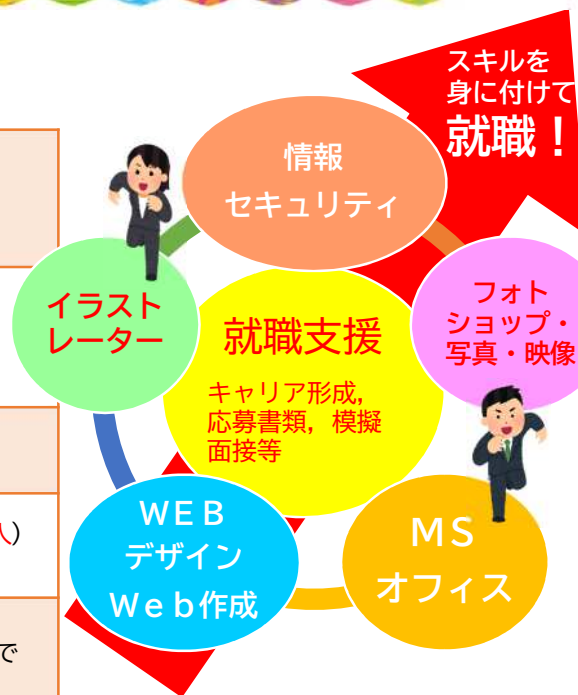 スキルを
身に付けて
就職！
情報
セキュリティ
イラスト
レーター
フォト
ショップ・
写真・映像
就職支援
キャリア形成，
応募書類，模擬
面接等
ＷＥＢ
デザイン
Ｗｅｂ作成
ＭＳ
オフィス
人）
で